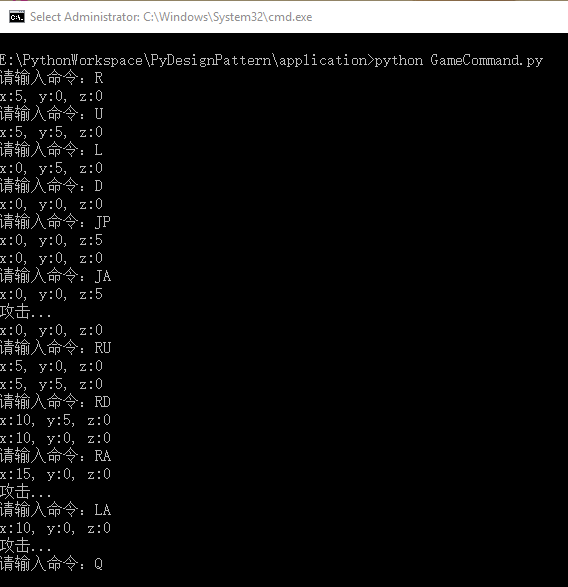 Select Administrator: C:\Windows\System32\cmd.exe
E:\PythonWorkspace\PyDesignPattern\application>python GameCommand.py
请输入命令：R
x:5, y:0, z:0
请输入命令：U
x:5, y:5, z:0
请输入命令：L
x:0, y:5, z:0
请输入命令：D
x:0, y:0, z:0
请输入命令：JP
x:0, y:0, z:5
x:0, y:0, z:0
请输入命令：JA
x:0, y:0, z:5
攻击...
x:0, y:0, z:0
请输入命令：RU
x:5, y:0, z:0
x:5, y:5, z:0
请输入命令：RD
x:10, y:5, z:0
x:10, y:0, z:0
请输入命令：RA
x:15, y:0, z:0
攻击...
请输入命令：LA
x:10, y:0, z:0
攻击...
请输入命令：Q